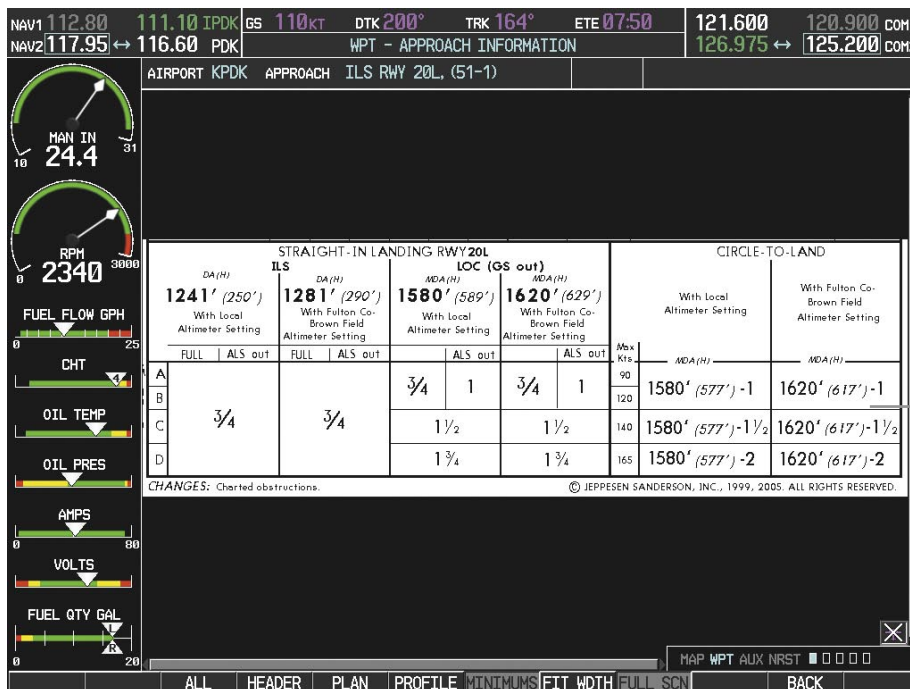 NAV1 112.80 111.10 IPDK GS 110KT DTK 200° TRK 164° ETE 07:50 121.600 120.900 COM
NAV2 117.95 ↔ 116.60 PDK WPT - APPROACH INFORMATION 126.975 ↔ 125.200 COM
AIRPORT KPDK APPROACH ILS RWY 20L, (51-1)
MAN IN
24.4
10 31
RPM
2340
0 3000
FUEL FLOW GPH
0 25
CHT
4
OIL TEMP
OIL PRES
AMPS
0 80
VOLTS
FUEL QTY GAL
L
R
0 20
STRAIGHT-IN LANDING RWY 20L
CIRCLE-TO-LAND
ILS
LOC (GS out)
DA(H) DA(H) MDA(H) MDA(H)
1241' (250') 1281' (290') 1580' (589') 1620' (629')
With Local Altimeter Setting
With Fulton Co-Brown Field Altimeter Setting
With Local Altimeter Setting
With Fulton Co-Brown Field Altimeter Setting
With Local Altimeter Setting
With Fulton Co-Brown Field Altimeter Setting
FULL ALS out FULL ALS out ALS out ALS out
Max Kts MDA(H) MDA(H)
A 3/4 3/4 3/4 1 3/4 1 90 1580' (577')-1 1620' (617')-1
B 120
C 1 1/2 1 1/2 140 1580' (577')-1 1/2 1620' (617')-1 1/2
D 1 3/4 1 3/4 165 1580' (577')-2 1620' (617')-2
CHANGES: Charted obstructions.
© JEPPESEN SANDERSON, INC., 1999, 2005. ALL RIGHTS RESERVED.
MAP WPT AUX NRST
ALL HEADER PLAN PROFILE MINIMUMS FIT WDTH FULL SCN BACK